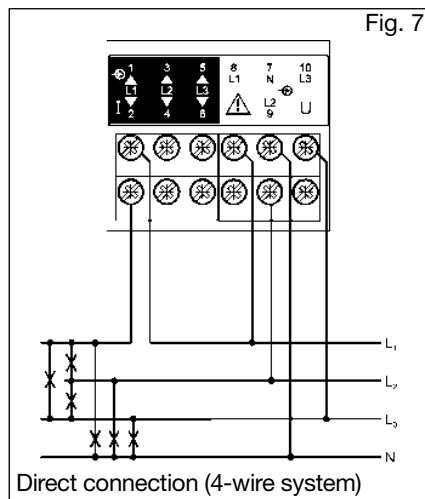 Fig. 7
1 3 5 8 7 10
L1 N L3
L1 L2 L3
L2
I 2 4 6 9 U
L1
L2
L3
N
Direct connection (4-wire system)